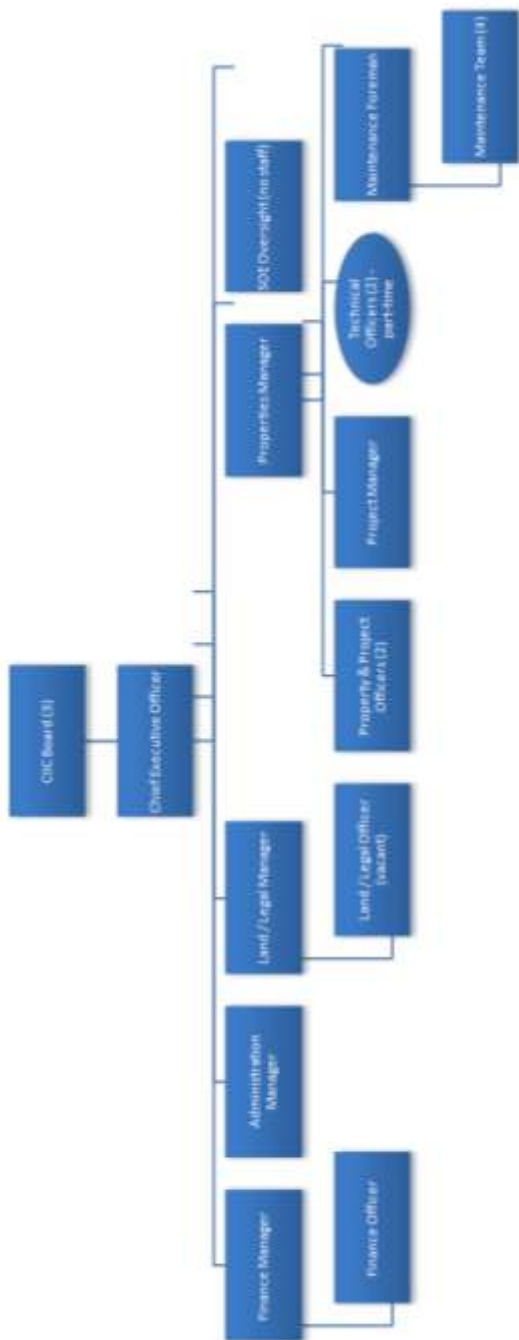 CIIC Board (3)
Chief Executive Officer
Finance Manager
Administration
Manager
Land / Legal Manager
Properties Manager
SOE Oversight (no staff)
Finance Officer
Land / Legal Officer
(vacant)
Property & Project
Officers (2)
Project Manager
Technical
Officers (2) -
part-time
Maintenance Foreman
Maintenance Team (4)